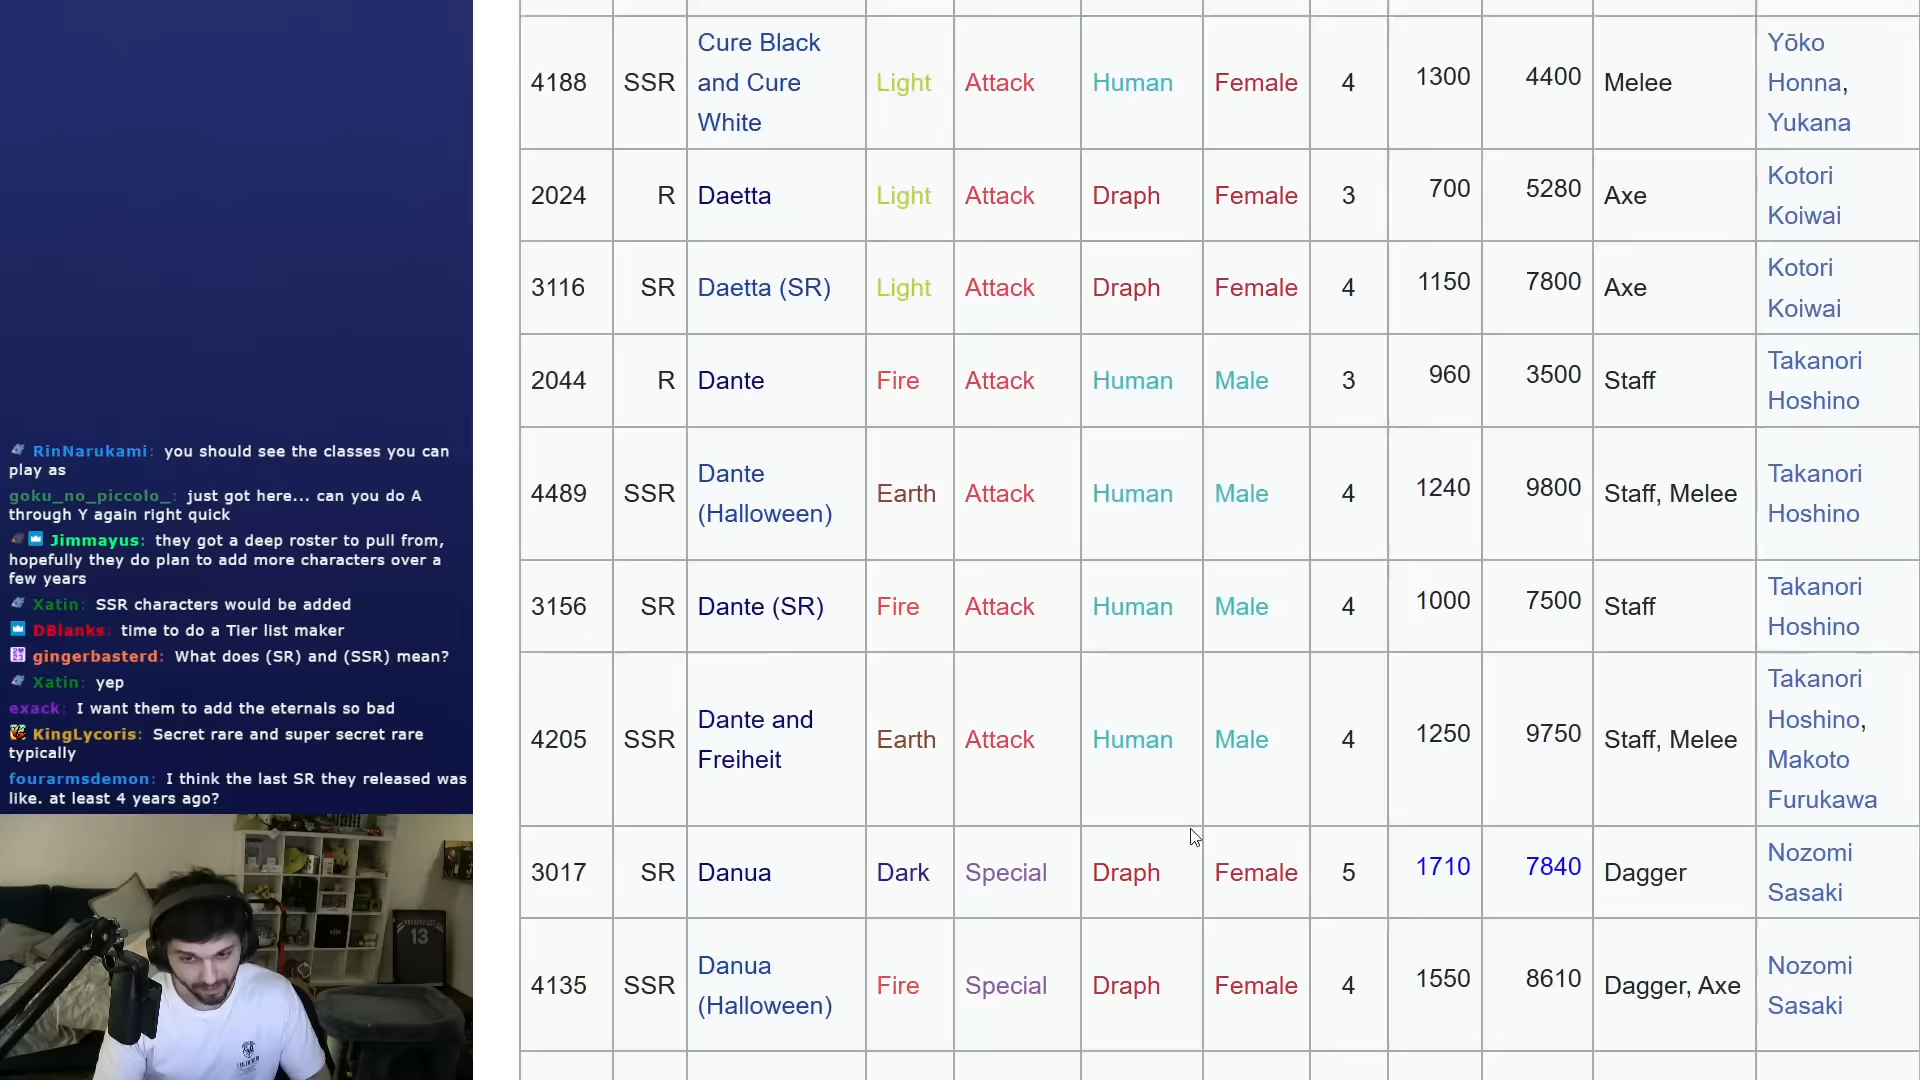 RinNarukami: you should see the classes you can
play as
goku_no_piccolo_: just got here... can you do A
through Y again right quick
Jimmayus: they got a deep roster to pull from,
hopefully they do plan to add more characters over a
few years
Xatin: SSR characters would be added
DBlanks: time to do a Tier list maker
gingerbasterd: What does (SR) and (SSR) mean?
Xatin: yep
exack: I want them to add the eternals so bad
KingLycoris: Secret rare and super secret rare
typically
fourarmsdemon: I think the last SR they released was
like. at least 4 years ago?
13
4188 SSR Cure Black and Cure White Light Attack Human Female 4 1300 4400 Melee Yōko Honna, Yukana
2024 R Daetta Light Attack Draph Female 3 700 5280 Axe Kotori Koiwai
3116 SR Daetta (SR) Light Attack Draph Female 4 1150 7800 Axe Kotori Koiwai
2044 R Dante Fire Attack Human Male 3 960 3500 Staff Takanori Hoshino
4489 SSR Dante (Halloween) Earth Attack Human Male 4 1240 9800 Staff, Melee Takanori Hoshino
3156 SR Dante (SR) Fire Attack Human Male 4 1000 7500 Staff Takanori Hoshino
4205 SSR Dante and Freiheit Earth Attack Human Male 4 1250 9750 Staff, Melee Takanori Hoshino, Makoto Furukawa
3017 SR Danua Dark Special Draph Female 5 1710 7840 Dagger Nozomi Sasaki
4135 SSR Danua (Halloween) Fire Special Draph Female 4 1550 8610 Dagger, Axe Nozomi Sasaki